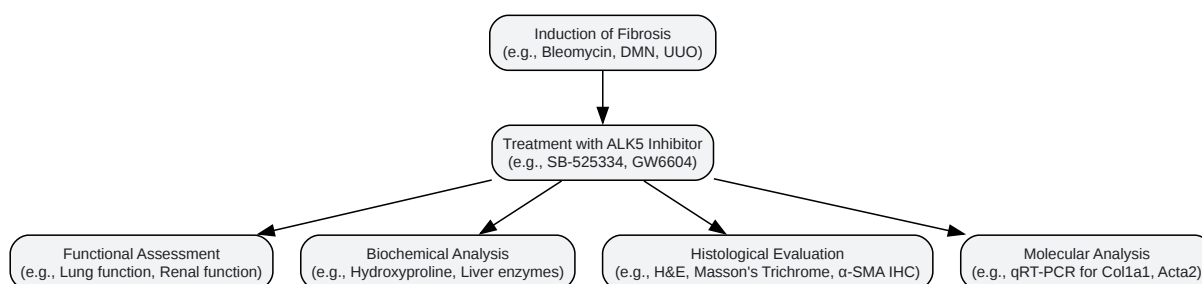 Induction of Fibrosis
(e.g., Bleomycin, DMN, UUO)
Treatment with ALK5 Inhibitor
(e.g., SB-525334, GW6604)
Functional Assessment
(e.g., Lung function, Renal function)
Biochemical Analysis
(e.g., Hydroxyproline, Liver enzymes)
Histological Evaluation
(e.g., H&E, Masson's Trichrome, α-SMA IHC)
Molecular Analysis
(e.g., qRT-PCR for Col1a1, Acta2)